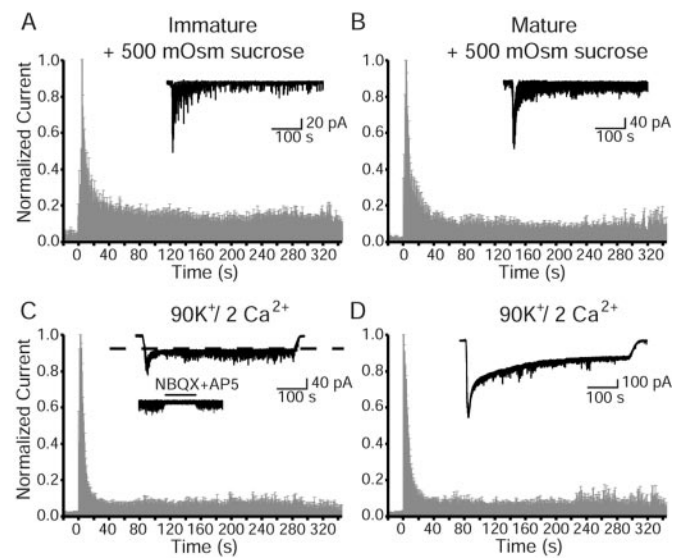 A
Immature
+ 500 mOsm sucrose
B
Mature
+ 500 mOsm sucrose
Normalized Current
1.0
0.8
0.6
0.4
0.2
0.0
20 pA
100 s
0 40 80 120 160 200 240 280 320
Time (s)
1.0
0.8
0.6
0.4
0.2
0.0
40 pA
100 s
0 40 80 120 160 200 240 280 320
Time (s)
C
90K⁺/ 2 Ca²⁺
D
90K⁺/ 2 Ca²⁺
Normalized Current
1.0
0.8
0.6
0.4
0.2
0.0
NBQX+AP5
40 pA
100 s
0 40 80 120 160 200 240 280 320
Time (s)
1.0
0.8
0.6
0.4
0.2
0.0
100 pA
100 s
0 40 80 120 160 200 240 280 320
Time (s)